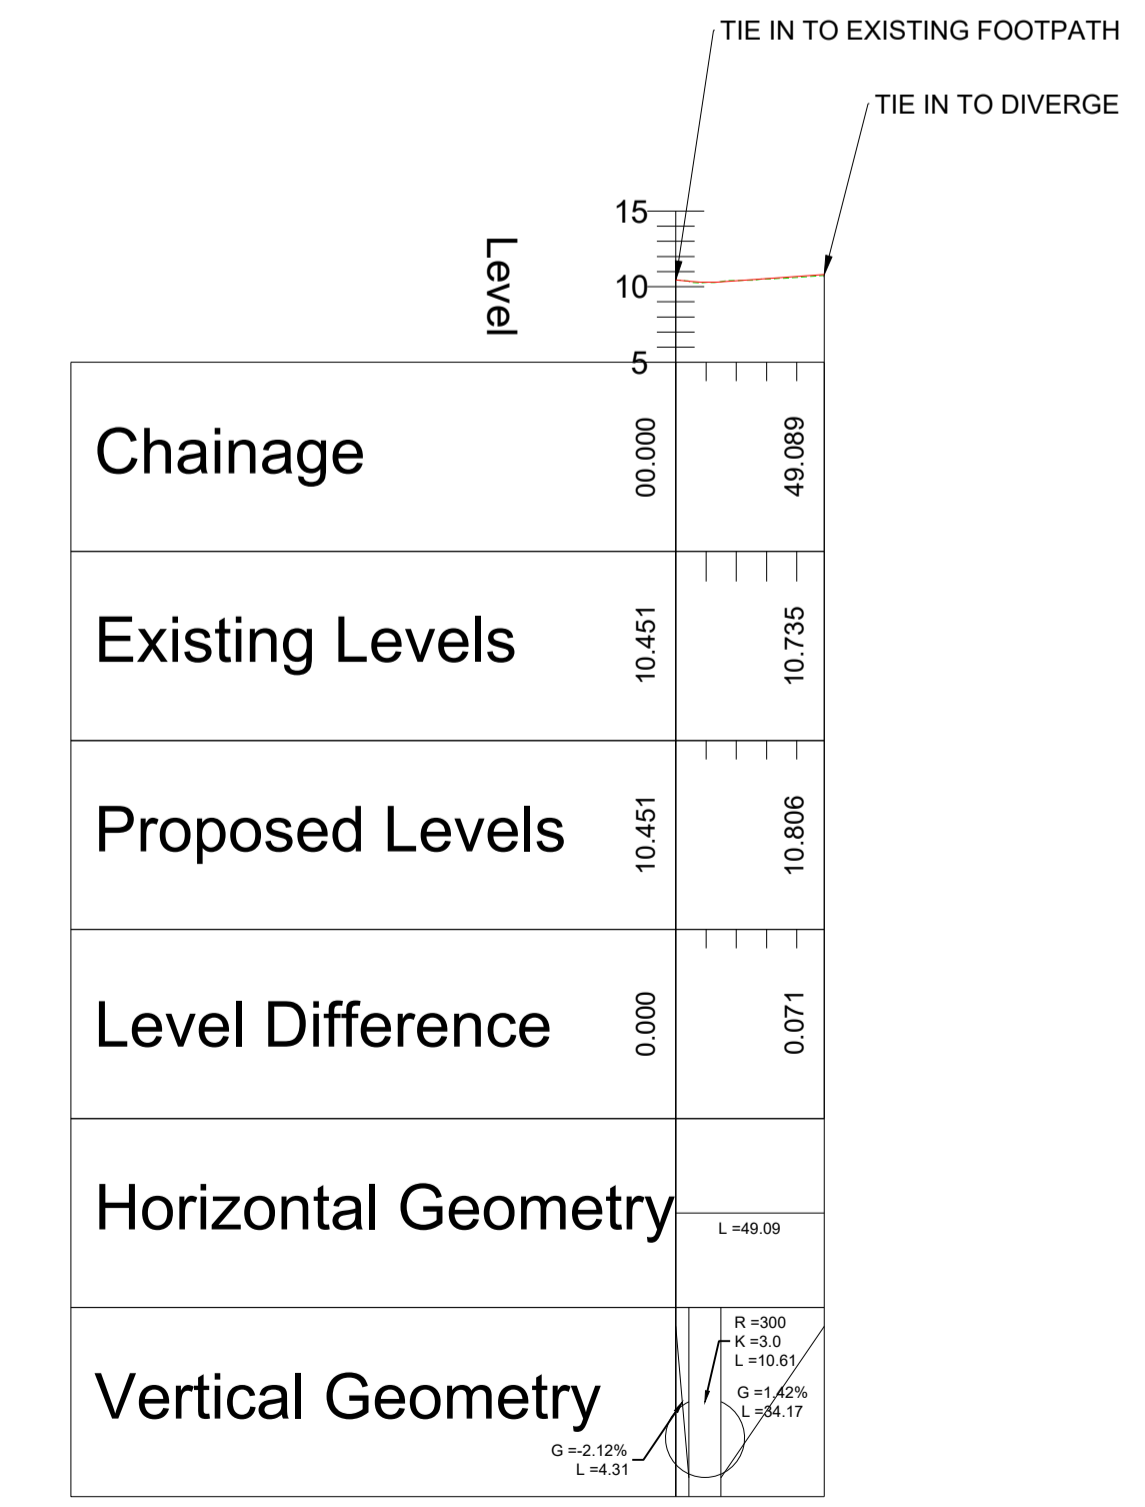 TIE IN TO EXISTING FOOTPATH
TIE IN TO DIVERGE
Level
15
10
5
Chainage 00.000 49.089
Existing Levels 10.451 10.735
Proposed Levels 10.451 10.806
Level Difference 0.000 0.071
Horizontal Geometry
L =49.09
Vertical Geometry
R =300
K =3.0
L =10.61
G =1.42%
L =34.17
G =-2.12%
L =4.31